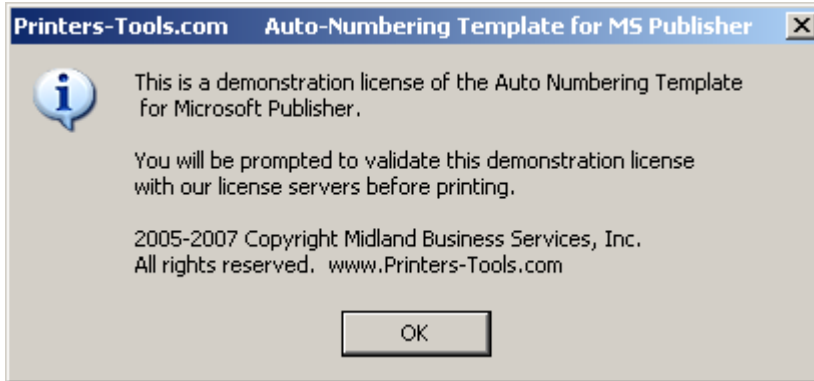 Printers-Tools.com Auto-Numbering Template for MS Publisher
This is a demonstration license of the Auto Numbering Template
for Microsoft Publisher.
You will be prompted to validate this demonstration license
with our license servers before printing.
2005-2007 Copyright Midland Business Services, Inc.
All rights reserved. www.Printers-Tools.com
OK